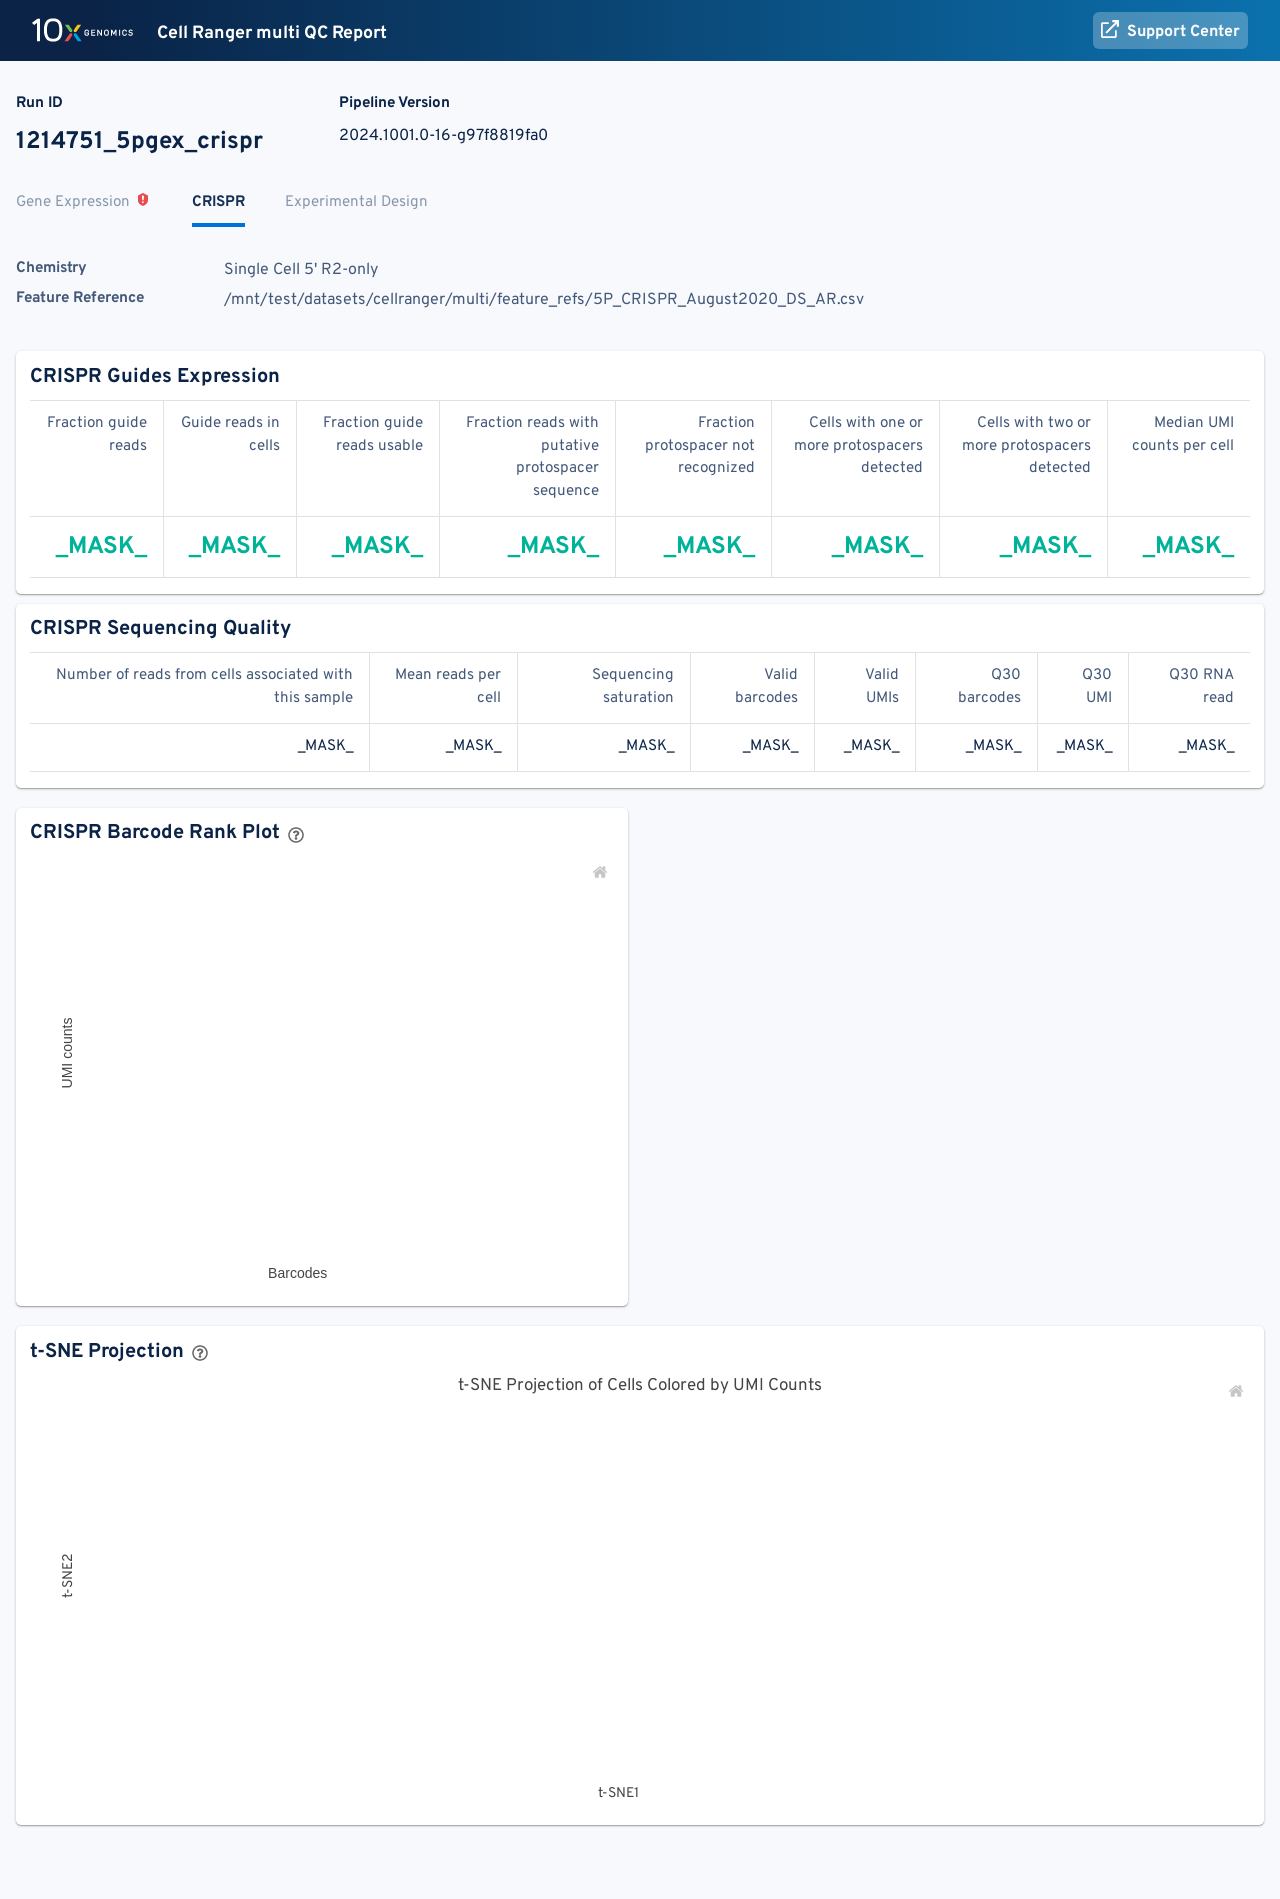 10x GENOMICS Cell Ranger multi QC Report Support Center
Run ID Pipeline Version
1214751_5pgex_crispr 2024.1001.0-16-g97f8819fa0
Gene Expression CRISPR Experimental Design
Chemistry Single Cell 5' R2-only
Feature Reference /mnt/test/datasets/cellranger/multi/feature_refs/5P_CRISPR_August2020_DS_AR.csv
CRISPR Guides Expression
Fraction guide reads
Guide reads in cells
Fraction guide reads usable
Fraction reads with putative protospacer sequence
Fraction protospacer not recognized
Cells with one or more protospacers detected
Cells with two or more protospacers detected
Median UMI counts per cell
_MASK_ _MASK_ _MASK_ _MASK_ _MASK_ _MASK_ _MASK_ _MASK_
CRISPR Sequencing Quality
Number of reads from cells associated with this sample
Mean reads per cell
Sequencing saturation
Valid barcodes
Valid UMIs
Q30 barcodes
Q30 UMI
Q30 RNA read
_MASK_ _MASK_ _MASK_ _MASK_ _MASK_ _MASK_ _MASK_ _MASK_
CRISPR Barcode Rank Plot
UMI counts
Barcodes
t-SNE Projection
t-SNE Projection of Cells Colored by UMI Counts
t-SNE2
t-SNE1